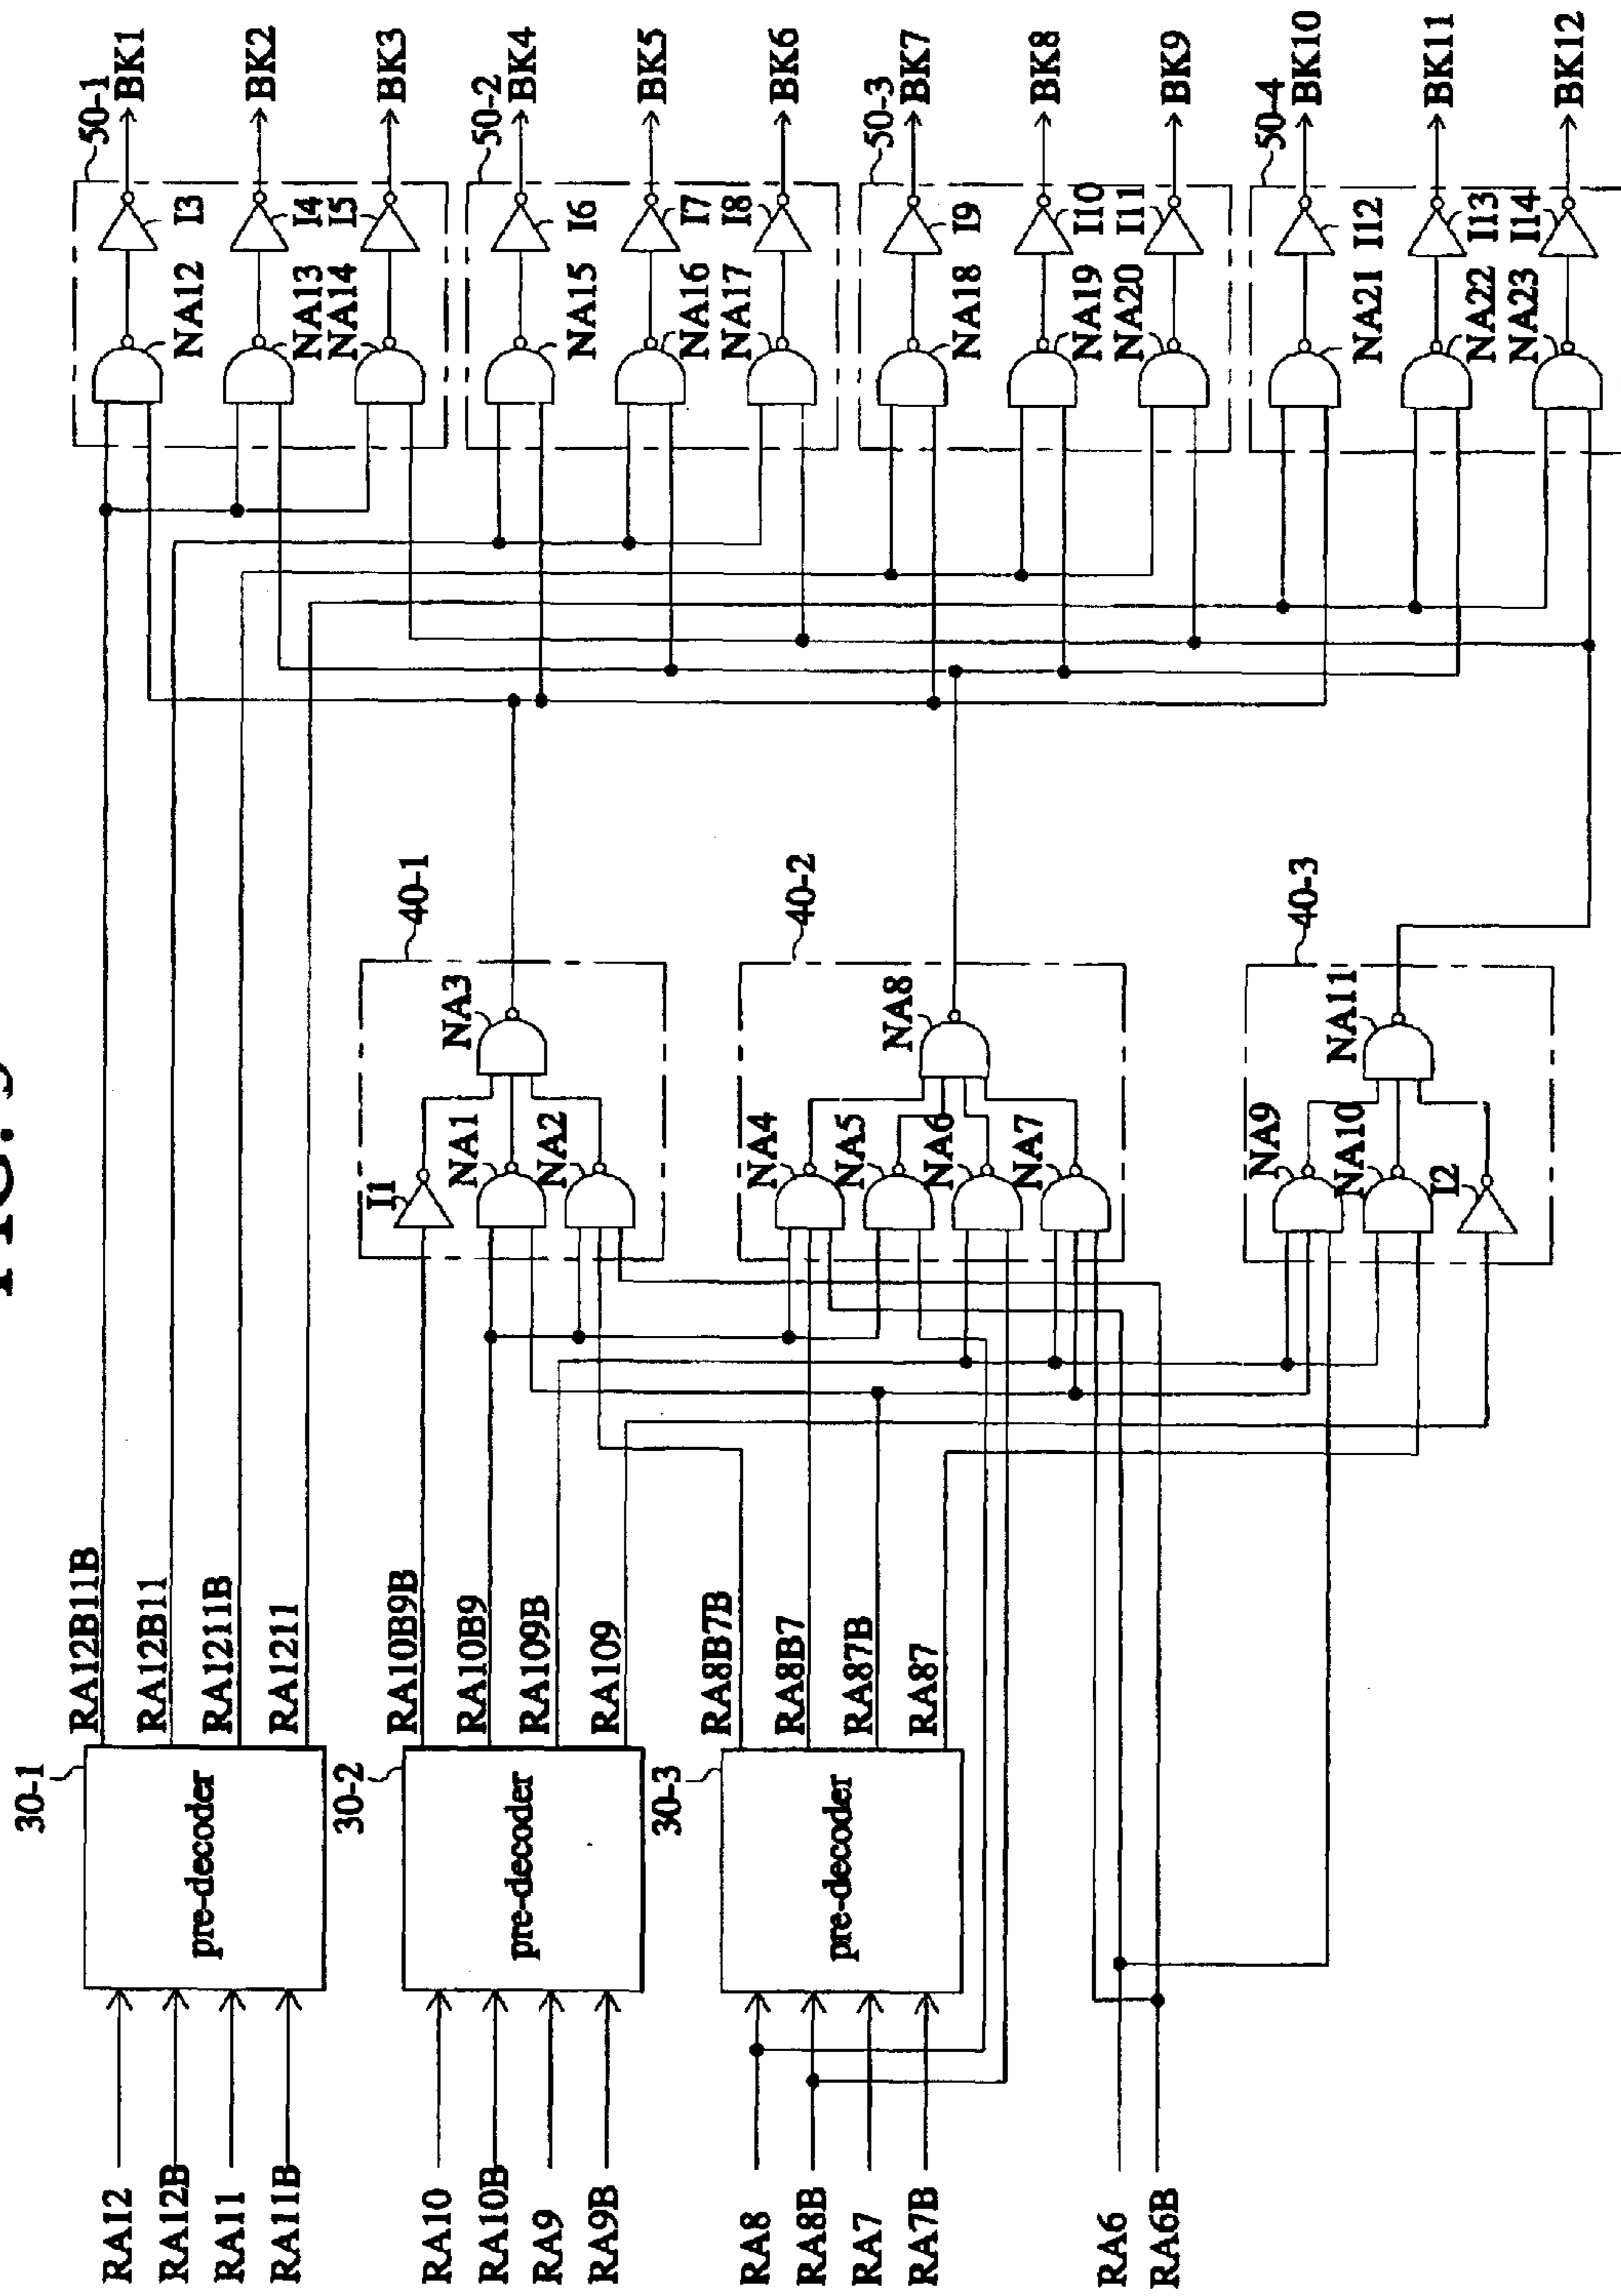 FIG. 5
RA12
RA12B
RA11
RA11B
RA10
RA10B
RA9
RA9B
RA8
RA8B
RA7
RA7B
RA6
RA6B
30-1
pre-decoder
30-2
pre-decoder
30-3
pre-decoder
RA12B11B
RA12B11
RA1211B
RA1211
RA10B9B
RA10B9
RA109B
RA109
RA8B7B
RA8B7
RA87B
RA87
40-1
I1
NA1
NA2
NA3
40-2
NA4
NA5
NA6
NA7
NA8
40-3
NA9
NA10
I2
NA11
50-1
NA12
I3
BK1
NA13
I4
BK2
NA14
I5
BK3
50-2
NA15
I6
BK4
NA16
I7
BK5
NA17
I8
BK6
50-3
NA18
I9
BK7
NA19
I10
BK8
NA20
I11
BK9
50-4
NA21
I12
BK10
NA22
I13
BK11
NA23
I14
BK12